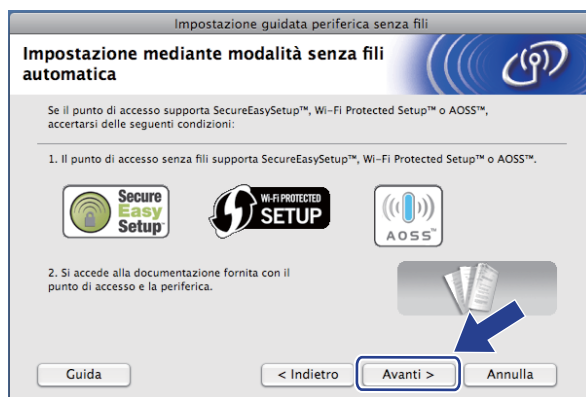 Impostazione guidata periferica senza fili
Impostazione mediante modalità senza fili
automatica
Se il punto di accesso supporta SecureEasySetup™, Wi-Fi Protected Setup™ o AOSS™,
accertarsi delle seguenti condizioni:
1. Il punto di accesso senza fili supporta SecureEasySetup™, Wi-Fi Protected Setup™ o AOSS™.
Secure
Easy
Setup™
WI-FI PROTECTED
SETUP
AOSS™
2. Si accede alla documentazione fornita con il
punto di accesso e la periferica.
Guida
< Indietro
Avanti >
Annulla